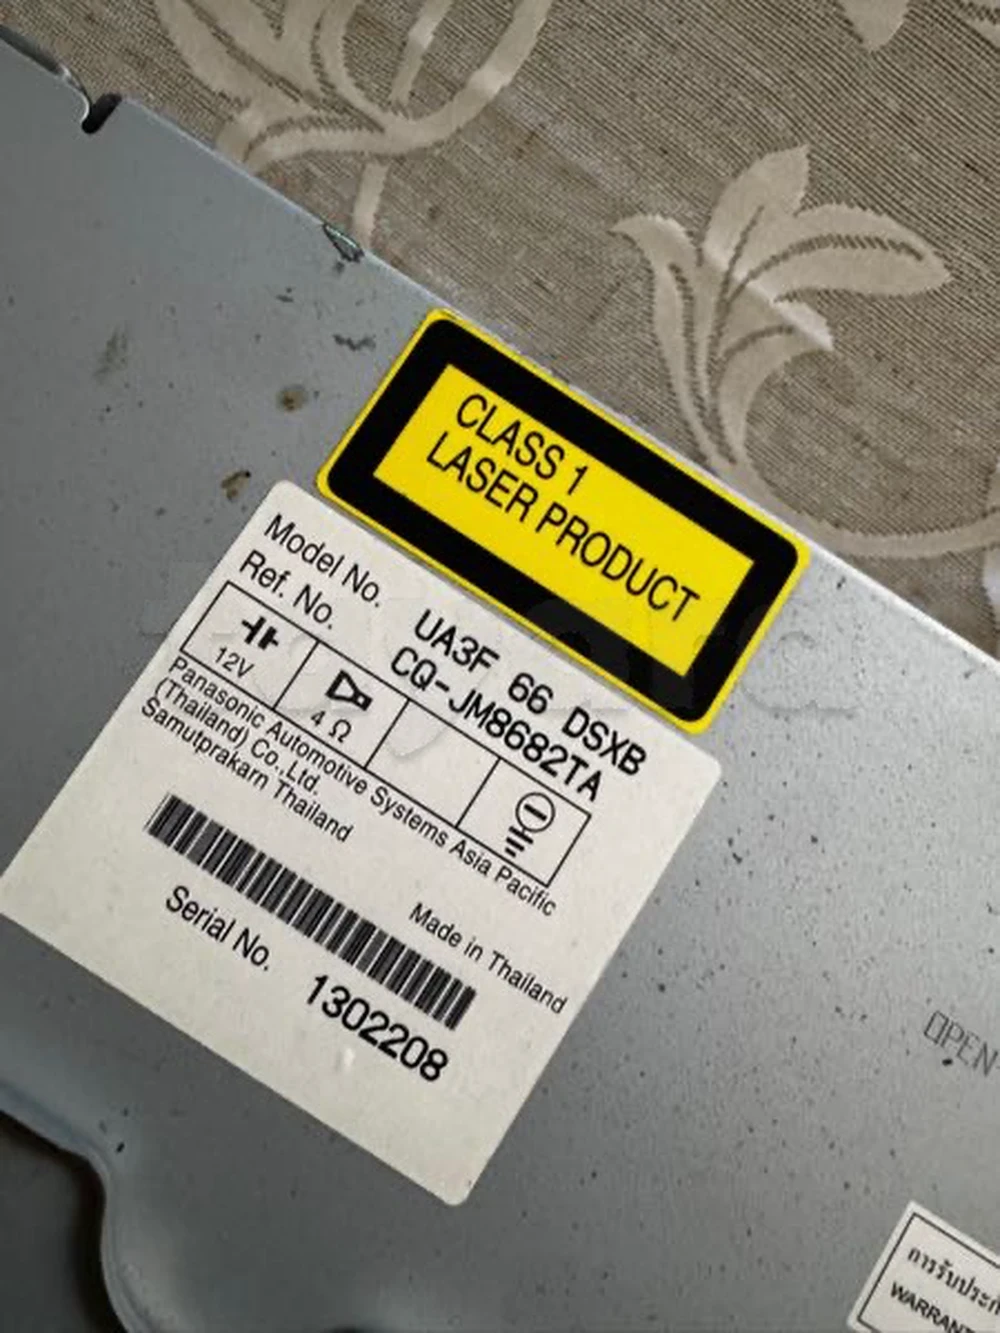 CLASS 1
LASER PRODUCT
Model No. UA3F 66 DSXB
Ref. No. CQ-JM8682TA
12V
4 Ω
Panasonic Automotive Systems Asia Pacific
(Thailand) Co.,Ltd.
Samutprakarn Thailand
Made in Thailand
Serial No. 1302208
OPEN